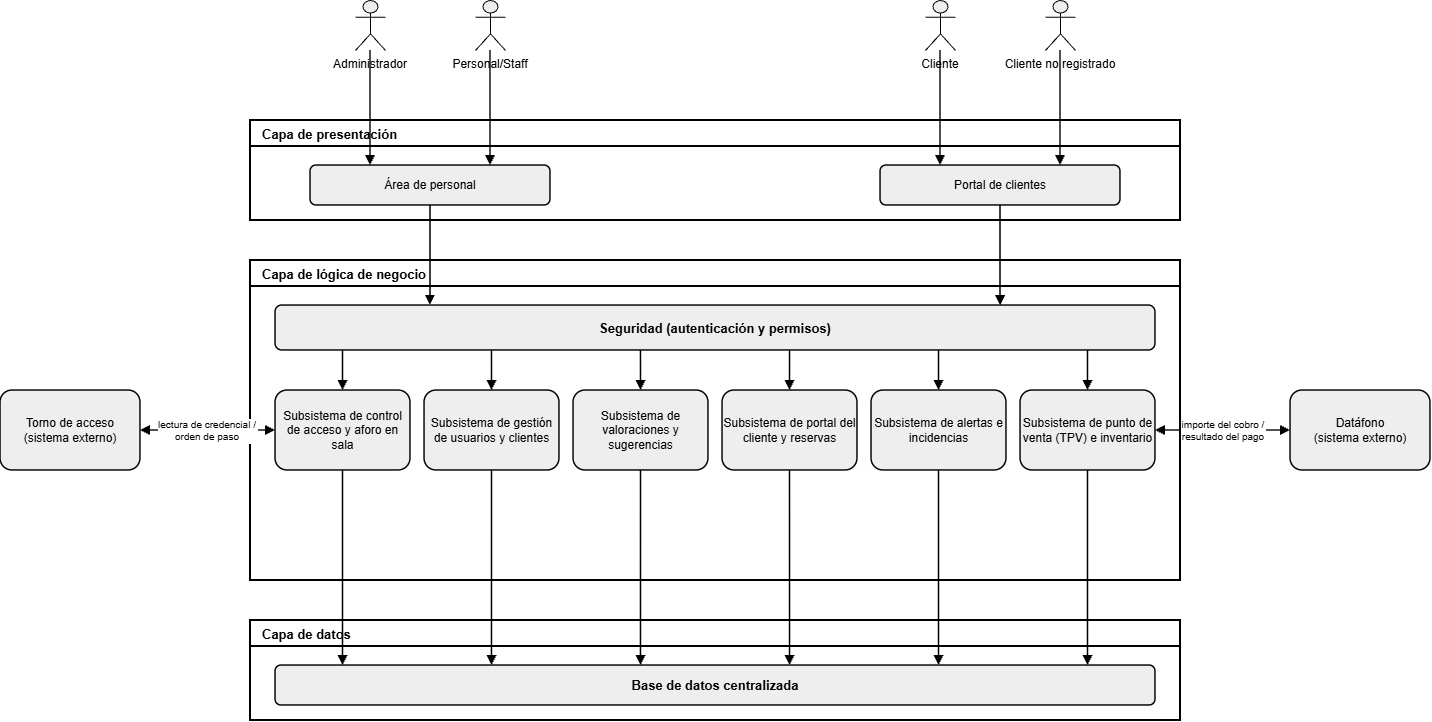 Administrador
Personal/Staff
Cliente
Cliente no registrado
Capa de presentación
Área de personal
Portal de clientes
Capa de lógica de negocio
Seguridad (autenticación y permisos)
Torno de acceso
(sistema externo)
lectura de credencial /
orden de paso
Subsistema de control
de acceso y aforo en
sala
Subsistema de gestión
de usuarios y clientes
Subsistema de
valoraciones y
sugerencias
Subsistema de portal del
cliente y reservas
Subsistema de alertas e
incidencias
Subsistema de punto de
venta (TPV) e inventario
importe del cobro /
resultado del pago
Datáfono
(sistema externo)
Capa de datos
Base de datos centralizada